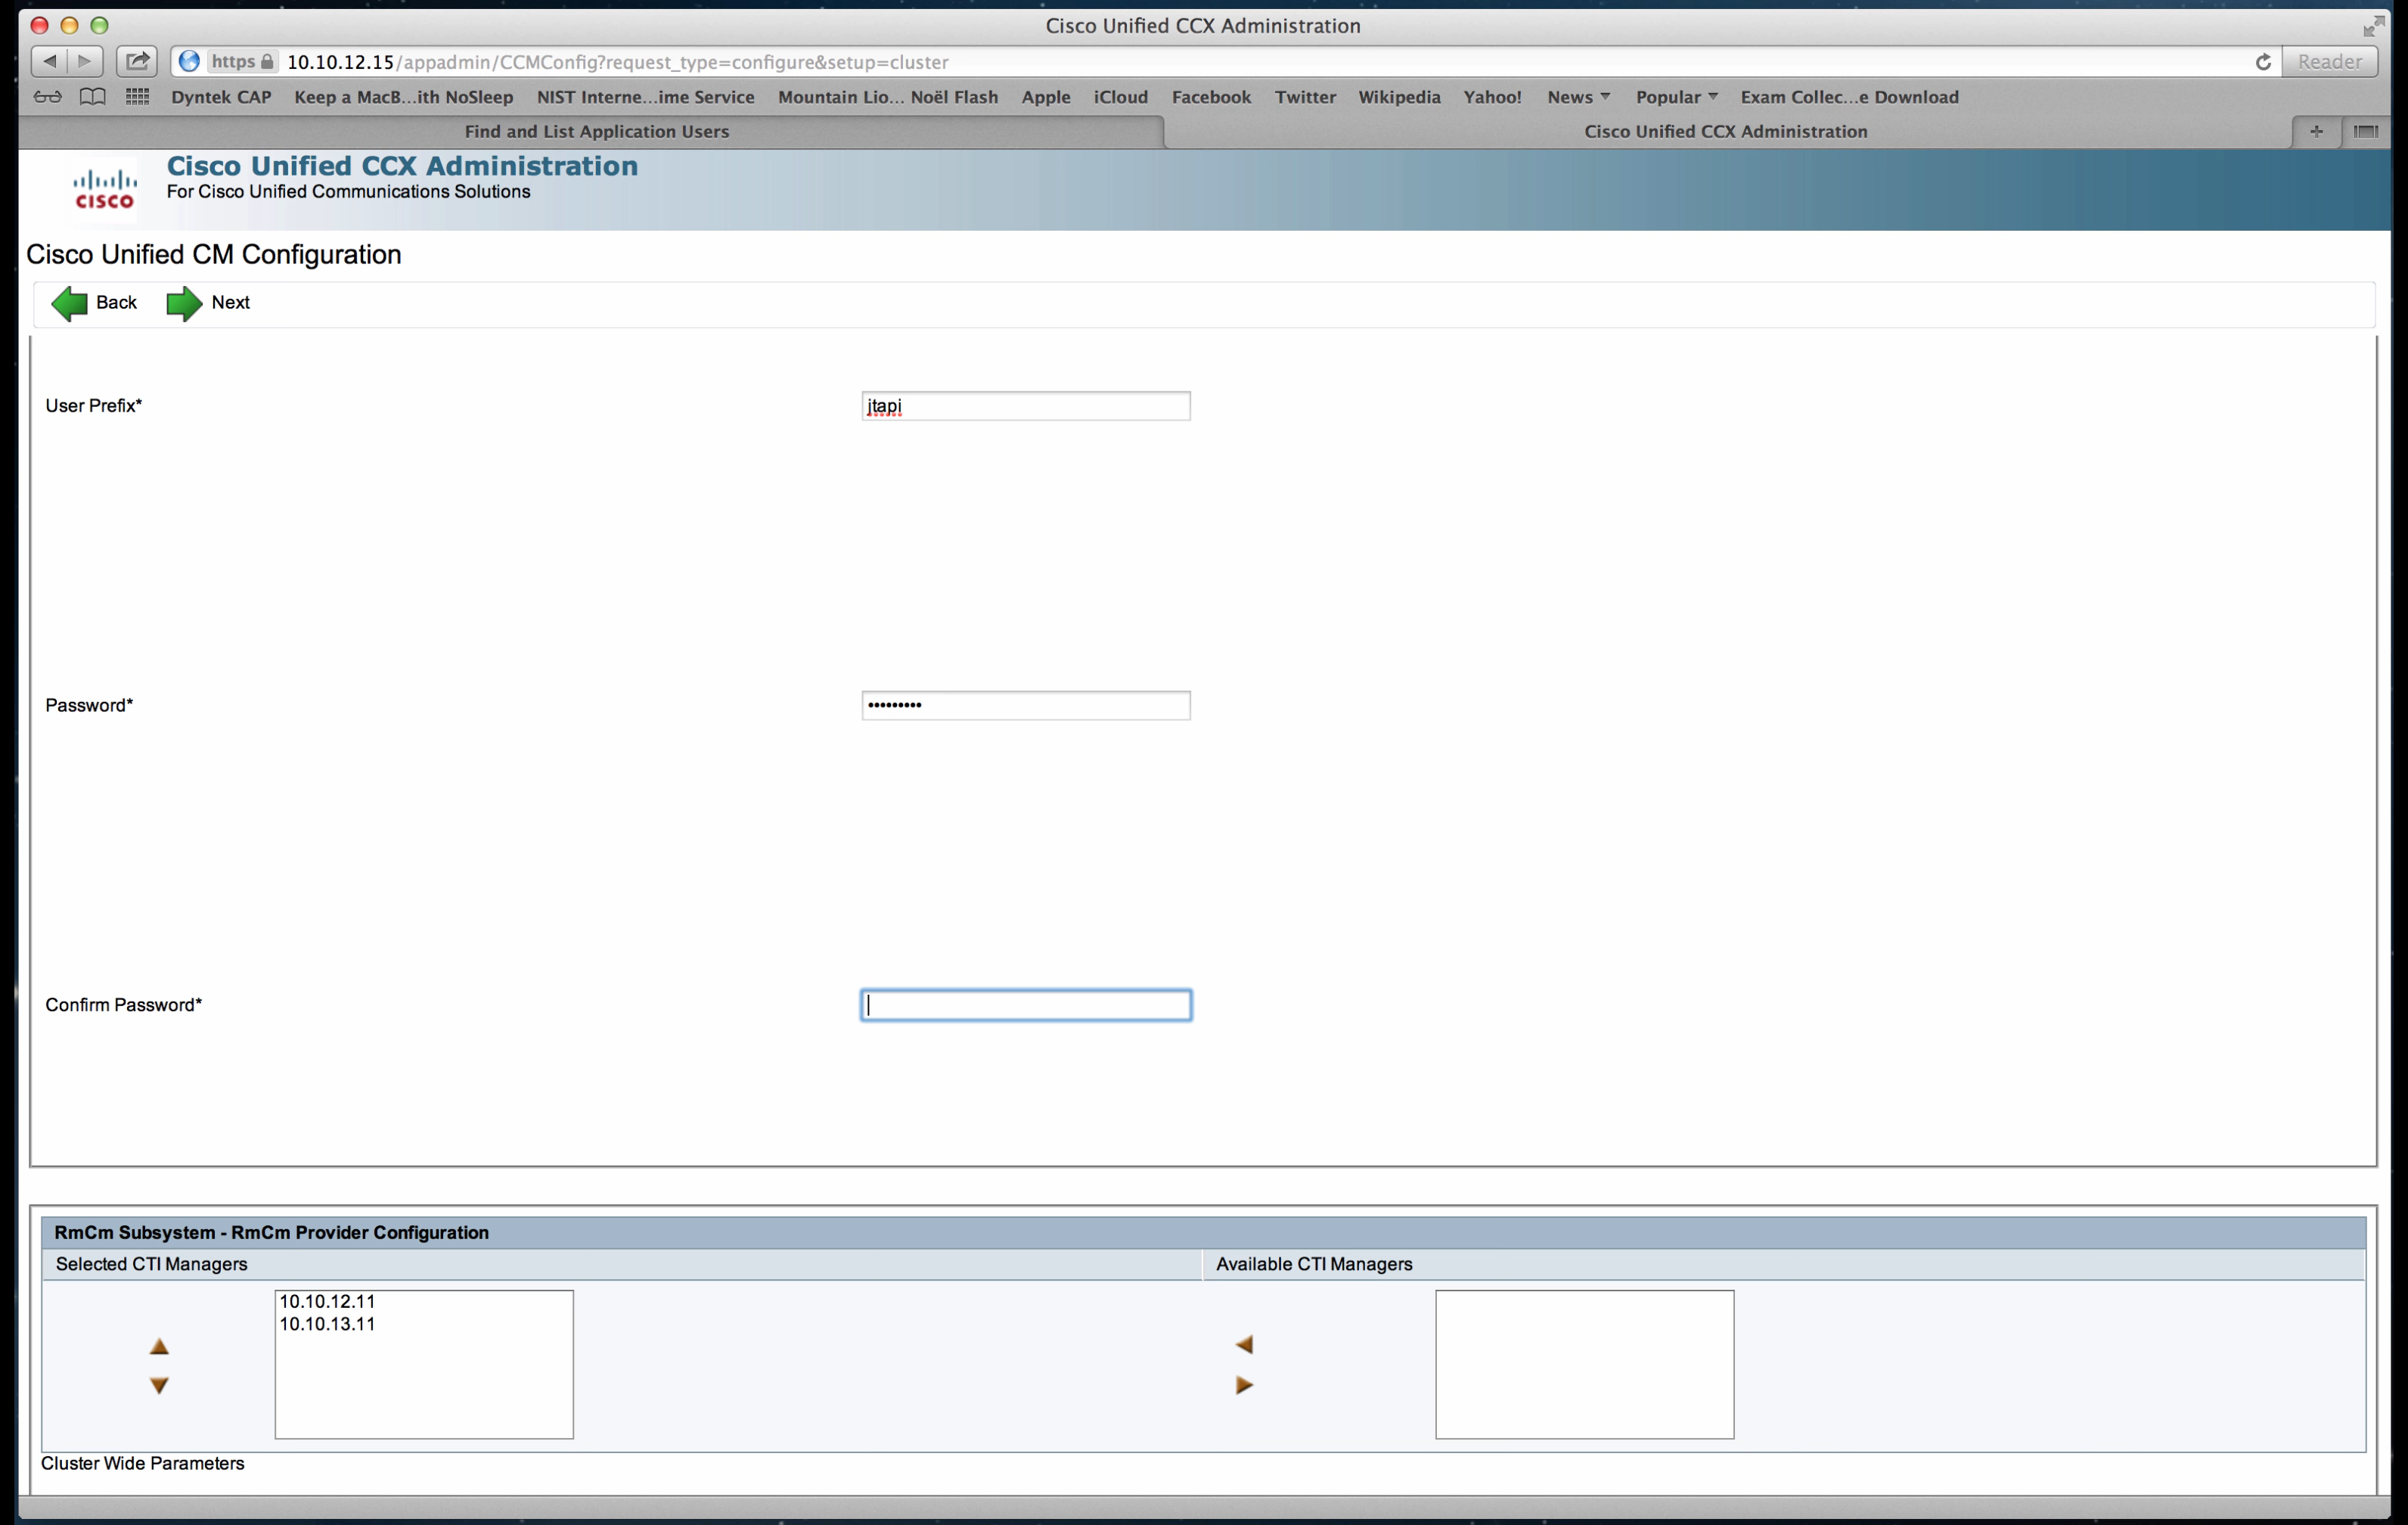 Cisco Unified CCX Administration
https 10.10.12.15/appadmin/CCMConfig?request_type=configure&setup=cluster Reader
Dyntek CAP Keep a MacB...ith NoSleep NIST Interne...ime Service Mountain Lio... Noël Flash Apple iCloud Facebook Twitter Wikipedia Yahoo! News Popular Exam Collec...e Download
Find and List Application Users Cisco Unified CCX Administration
CISCO
Cisco Unified CCX Administration
For Cisco Unified Communications Solutions
Cisco Unified CM Configuration
Back Next
User Prefix* jtapi
Password* •••••••••
Confirm Password*
RmCm Subsystem - RmCm Provider Configuration
Selected CTI Managers Available CTI Managers
10.10.12.11
10.10.13.11
Cluster Wide Parameters